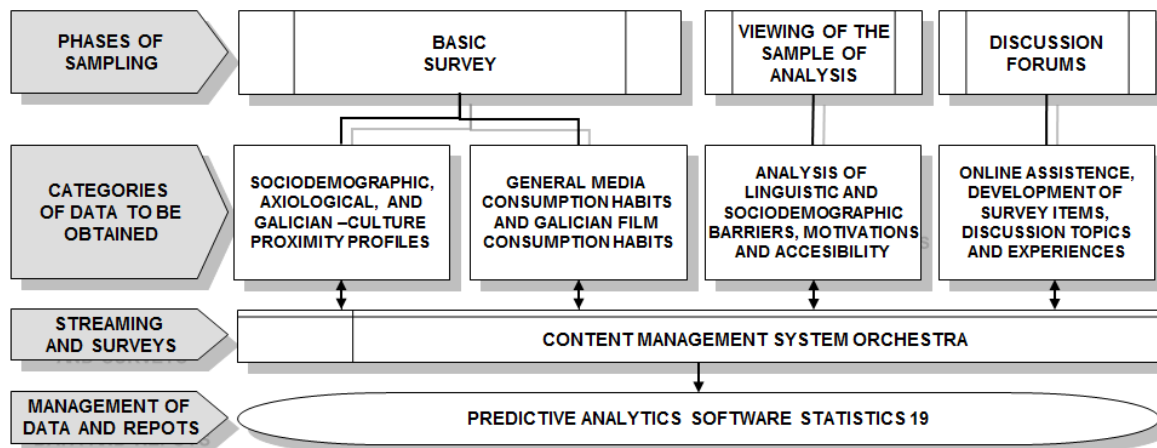 PHASES OF
SAMPLING
BASIC
SURVEY
VIEWING OF THE
SAMPLE OF
ANALYSIS
DISCUSSION
FORUMS
CATEGORIES
OF DATA TO BE
OBTAINED
SOCIODEMOGRAPHIC,
AXIOLOGICAL, AND
GALICIAN –CULTURE
PROXIMITY PROFILES
GENERAL MEDIA
CONSUMPTION HABITS
AND GALICIAN FILM
CONSUMPTION HABITS
ANALYSIS OF
LINGUISTIC AND
SOCIODEMOGRAPHIC
BARRIERS, MOTIVATIONS
AND ACCESIBILITY
ONLINE ASSISTENCE,
DEVELOPMENT OF
SURVEY ITEMS,
DISCUSSION TOPICS
AND EXPERIENCES
STREAMING
AND SURVEYS
CONTENT MANAGEMENT SYSTEM ORCHESTRA
MANAGEMENT OF
DATA AND REPOTS
PREDICTIVE ANALYTICS SOFTWARE STATISTICS 19